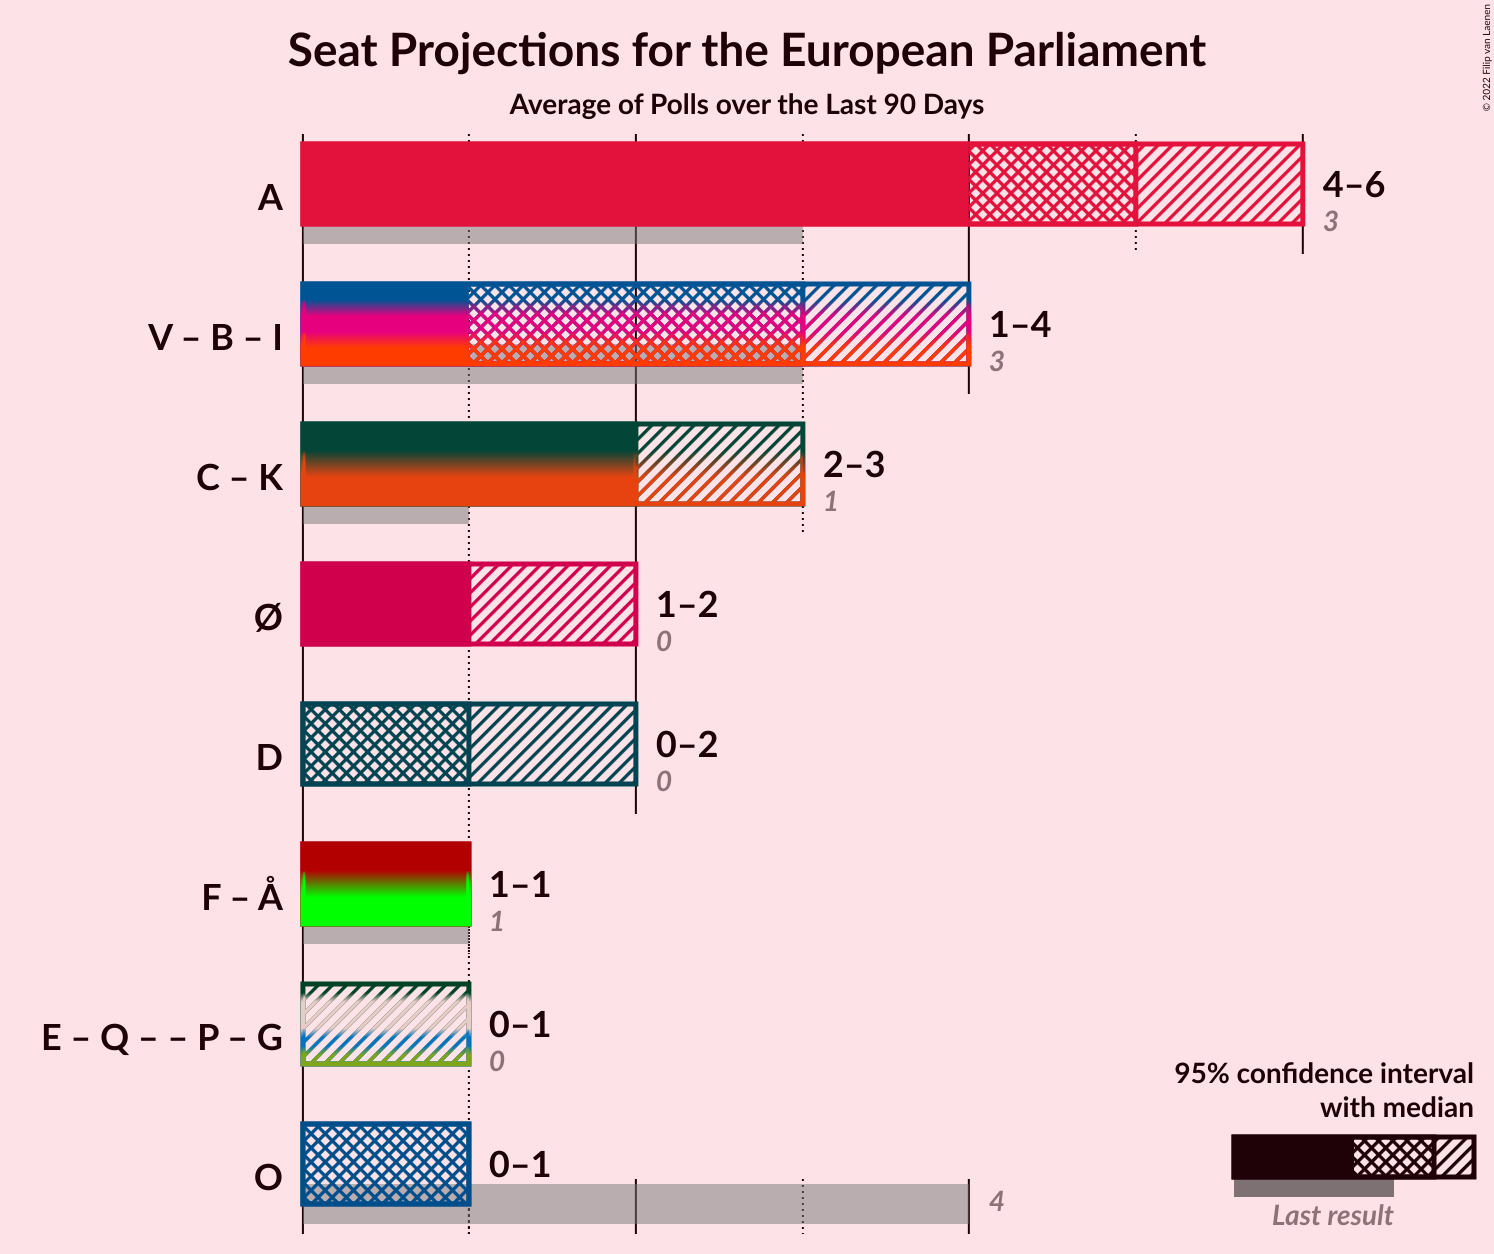 Seat Projections for the European Parliament
Average of Polls over the Last 90 Days
© 2022 Filip van Laenen
A
4–6
3
V – B – I
1–4
3
C – K
2–3
1
Ø
1–2
0
D
0–2
0
F – Å
1–1
1
E – Q – – P – G
0–1
0
O
0–1
4
95% confidence interval
with median
Last result